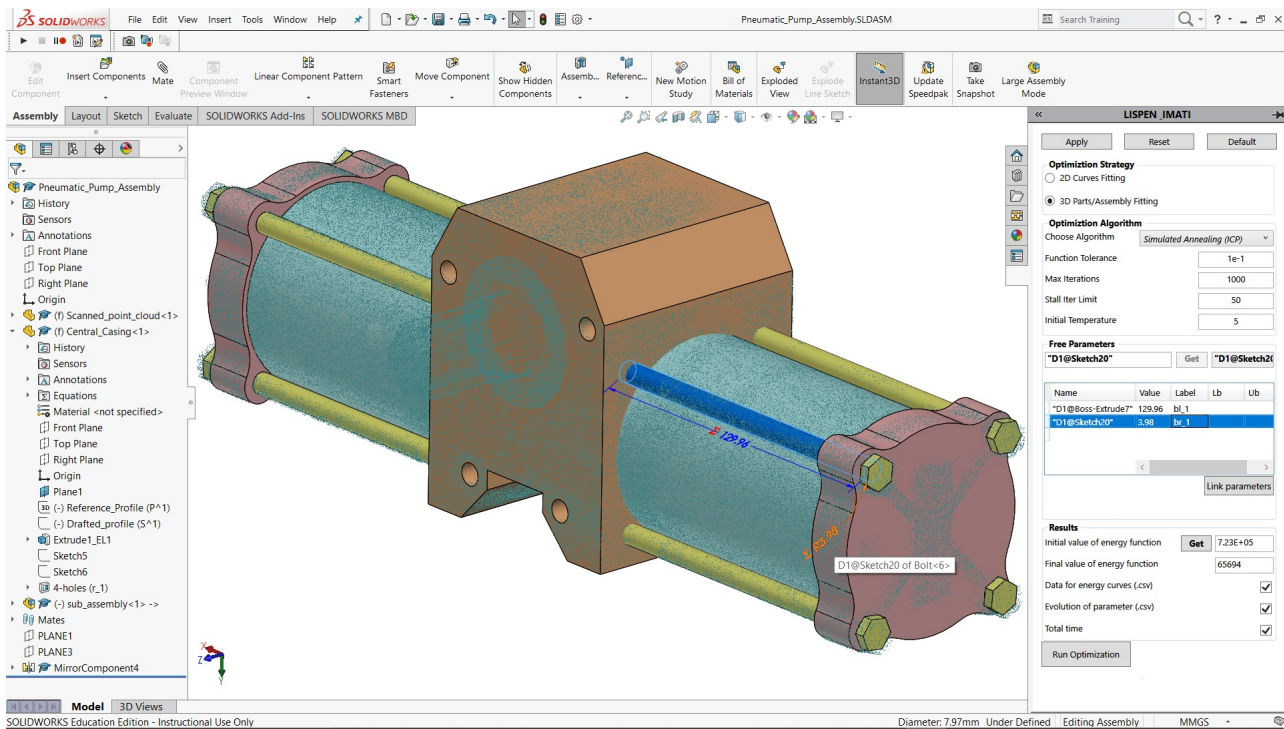 SOLIDWORKS File Edit View Insert Tools Window Help Pneumatic_Pump_Assembly.SLDASM Search Training ?
Edit Component
Insert Components
Mate
Component Preview Window
Linear Component Pattern
Smart Fasteners
Move Component
Show Hidden Components
Assemb...
Referenc...
New Motion Study
Bill of Materials
Exploded View
Explode Line Sketch
Instant3D
Update Speedpak
Take Snapshot
Large Assembly Mode
Assembly Layout Sketch Evaluate SOLIDWORKS Add-Ins SOLIDWORKS MBD
Pneumatic_Pump_Assembly
History
Sensors
Annotations
Front Plane
Top Plane
Right Plane
Origin
(f) Scanned_point_cloud<1>
(f) Central_Casing<1>
History
Sensors
Annotations
Equations
Material <not specified>
Front Plane
Top Plane
Right Plane
Origin
Plane1
(-) Reference_Profile (P^1)
(-) Drafted_profile (S^1)
Extrude1_EL1
Sketch5
Sketch6
4-holes (r_1)
(-) sub_assembly<1> ->
Mates
PLANE1
PLANE3
MirrorComponent4
Σ 129.96
Σ R3.98
D1@Sketch20 of Bolt<6>
X
Z
Y
« LISPEN_IMATI
Apply Reset Default
Optimiztion Strategy
2D Curves Fitting
3D Parts/Assembly Fitting
Optimiztion Algorithm
Choose Algorithm Simulated Annealing (ICP)
Function Tolerance 1e-1
Max Iterations 1000
Stall Iter Limit 50
Initial Temperature 5
Free Parameters
"D1@Sketch20" Get "D1@Sketch2(
Name Value Label Lb Ub
"D1@Boss-Extrude7" 129.96 bl_1
"D1@Sketch20" 3.98 br_1
Link parameters
Results
Initial value of energy function Get 7.23E+05
Final value of energy function 65694
Data for energy curves (.csv)
Evolution of parameter (.csv)
Total time
Run Optimization
Model 3D Views
SOLIDWORKS Education Edition - Instructional Use Only Diameter: 7.97mm Under Defined Editing Assembly MMGS